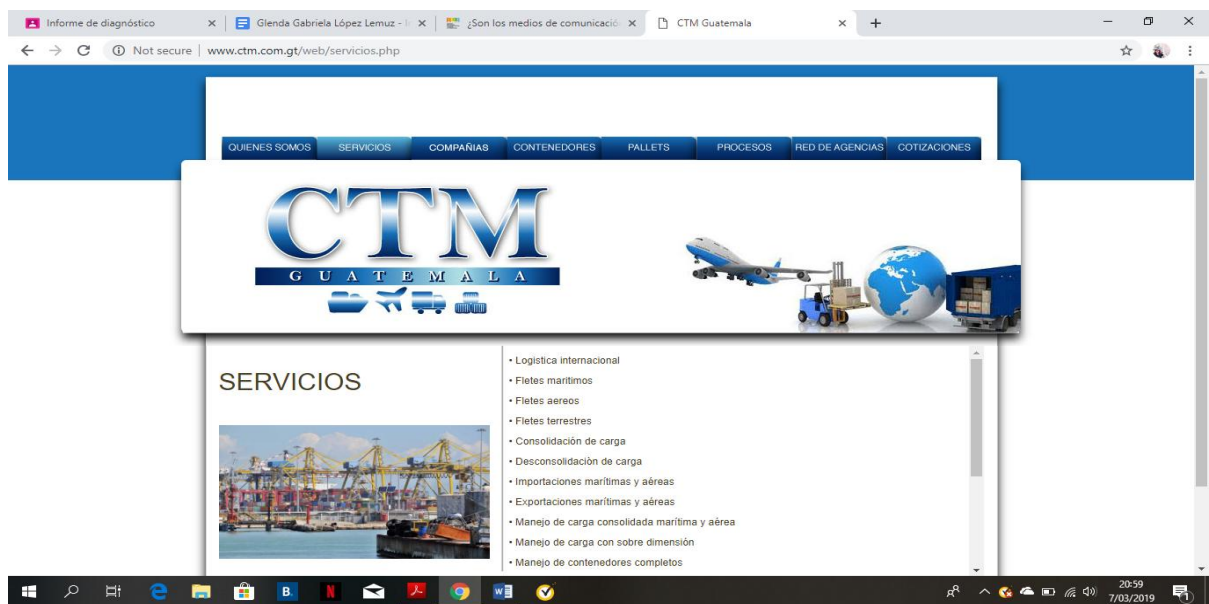 Informe de diagnóstico
Glenda Gabriela López Lemuz - I
¿Son los medios de comunicació
CTM Guatemala
Not secure | www.ctm.com.gt/web/servicios.php
QUIENES SOMOS SERVICIOS COMPAÑIAS CONTENEDORES PALLETS PROCESOS RED DE AGENCIAS COTIZACIONES
CTM
GUATEMALA
SERVICIOS
• Logistica internacional
• Fletes maritimos
• Fletes aereos
• Fletes terrestres
• Consolidación de carga
• Desconsolidaciòn de carga
• Importaciones marítimas y aéreas
• Exportaciones marítimas y aéreas
• Manejo de carga consolidada marítima y aérea
• Manejo de carga con sobre dimensión
• Manejo de contenedores completos
B.
N
20:59
7/03/2019